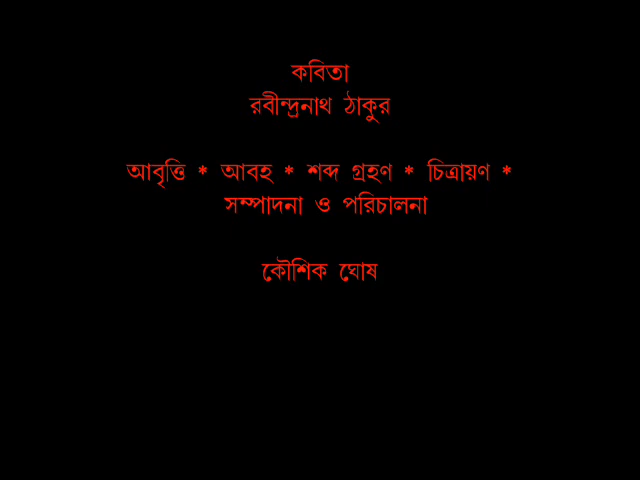 কবিতা
রবীন্দ্রনাথ ঠাকুর
আবৃত্তি * আবহ * শব্দ গ্রহণ * চিত্রায়ণ *
সম্পাদনা ও পরিচালনা
কৌশিক ঘোষ